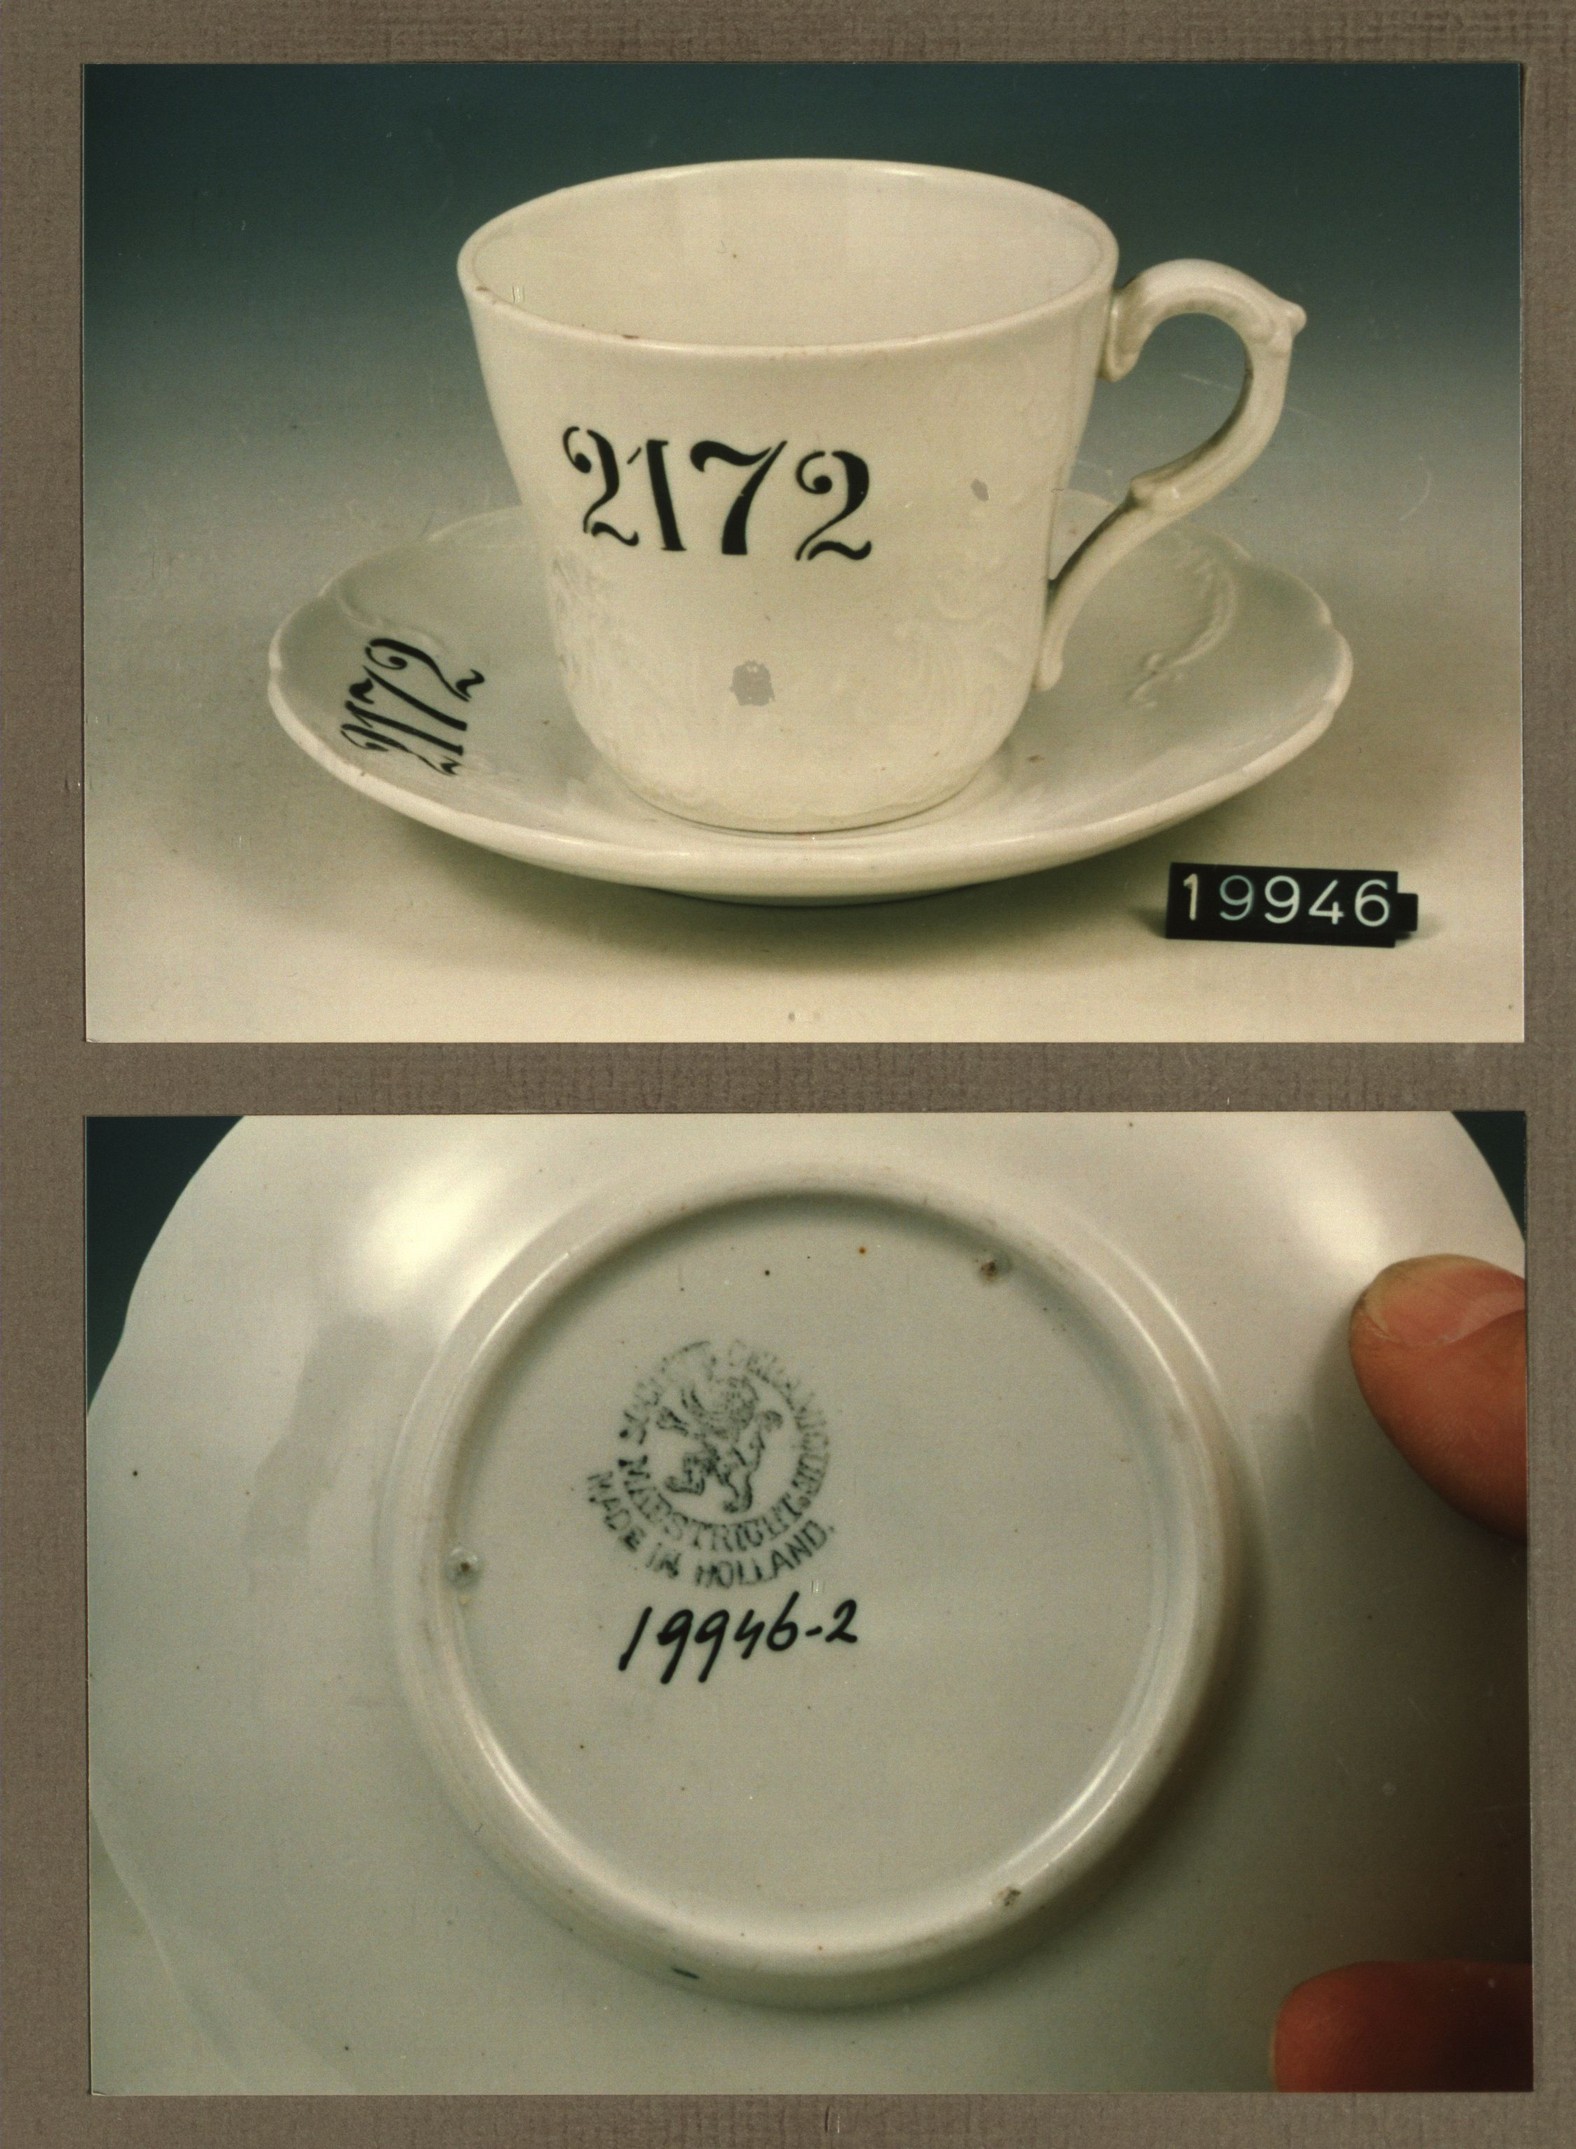 2172
2172
19946
SOCIÉTÉ CÉRAMIQUE
MAESTRICHT
MADE IN HOLLAND.
19946-2